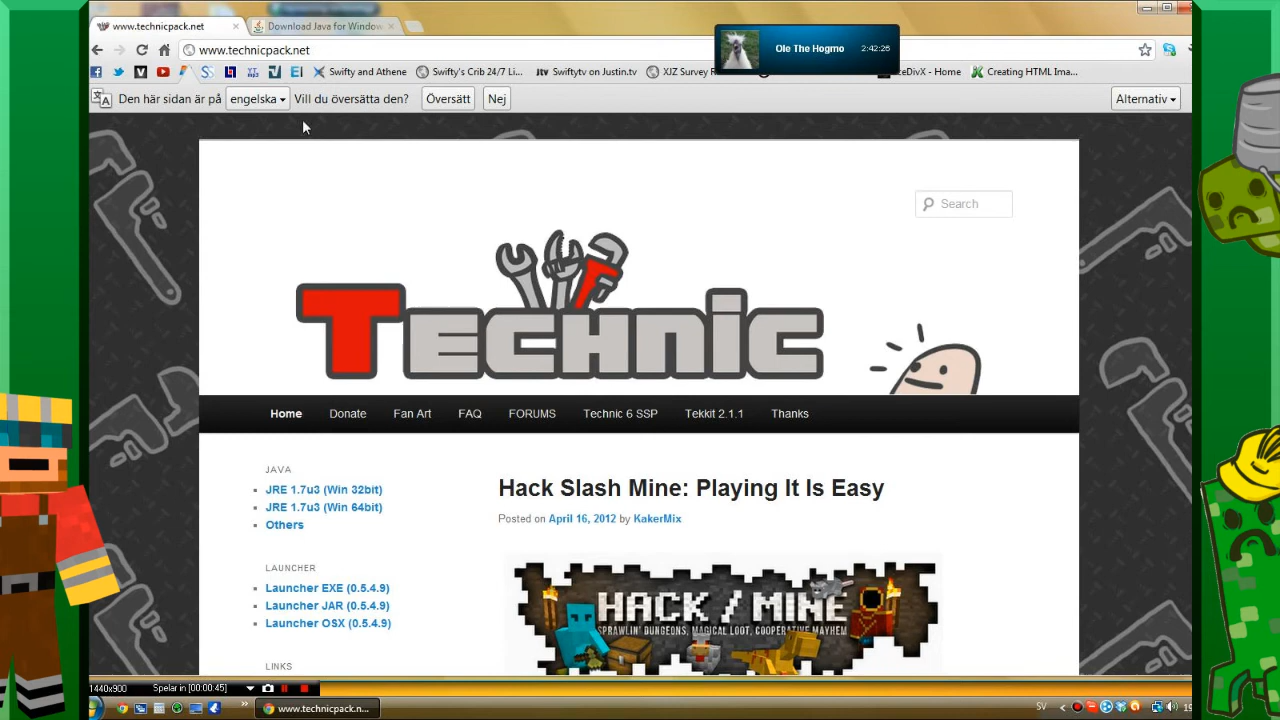 www.technicpack.net
Download Java for Window
www.technicpack.net
Ole The Hogmo
2:42:26
Swifty and Athene
Swifty's Crib 24/7 Li...
Swiftytv on Justin.tv
XJZ Survey R
eDivX - Home
Creating HTML Ima...
Den här sidan är på engelska Vill du översätta den? Översätt Nej
Alternativ
Search
TECHNIC
Home Donate Fan Art FAQ FORUMS Technic 6 SSP Tekkit 2.1.1 Thanks
JAVA
JRE 1.7u3 (Win 32bit)
JRE 1.7u3 (Win 64bit)
Others
LAUNCHER
Launcher EXE (0.5.4.9)
Launcher JAR (0.5.4.9)
Launcher OSX (0.5.4.9)
LINKS
Hack Slash Mine: Playing It Is Easy
Posted on April 16, 2012 by KakerMix
HACK / MINE
SPRAWLIN' DUNGEONS, MAGICAL LOOT, COOPERATIVE MAYHEM
1440x900 Spelar in [00:00:45]
www.technicpack.n...
SV